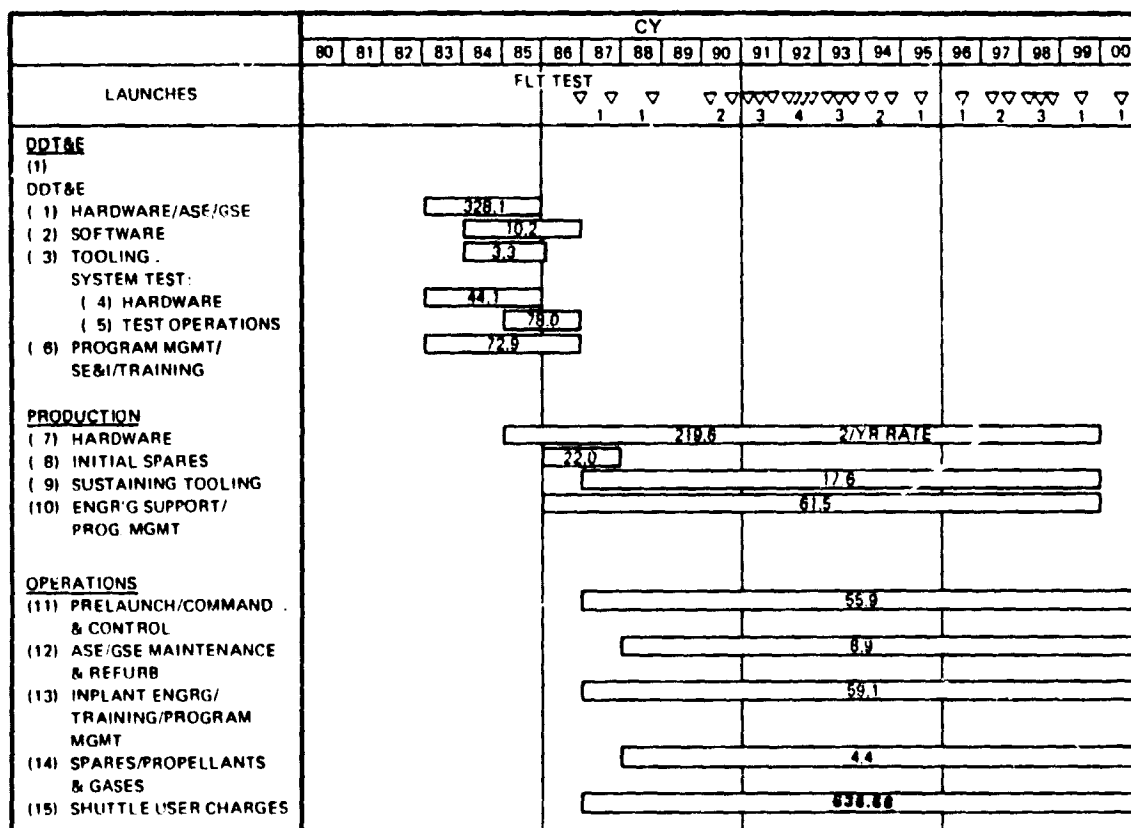 CY
80 81 82 83 84 85 86 87 88 89 90 91 92 93 94 95 96 97 98 99 00
FLT TEST
LAUNCHES
1 1 2 3 4 3 2 1 1 2 3 1 1
DDT&E
(1)
DDT&E
( 1) HARDWARE/ASE/GSE 328.1
( 2) SOFTWARE 10.2
( 3) TOOLING . 3.3
SYSTEM TEST:
( 4) HARDWARE 44.1
( 5) TEST OPERATIONS 78.0
( 6) PROGRAM MGMT/ 72.9
SE&I/TRAINING
PRODUCTION
( 7) HARDWARE 219.6 2/YR RATE
( 8) INITIAL SPARES 22.0
( 9) SUSTAINING TOOLING 17.6
(10) ENGR'G SUPPORT/ 61.5
PROG. MGMT
OPERATIONS
(11) PRELAUNCH/COMMAND . 55.9
& CONTROL
(12) ASE/GSE MAINTENANCE
& REFURB
(13) INPLANT ENGRG/ 59.1
TRAINING/PROGRAM
MGMT
(14) SPARES/PROPELLANTS 4.4
& GASES
(15) SHUTTLE USER CHARGES